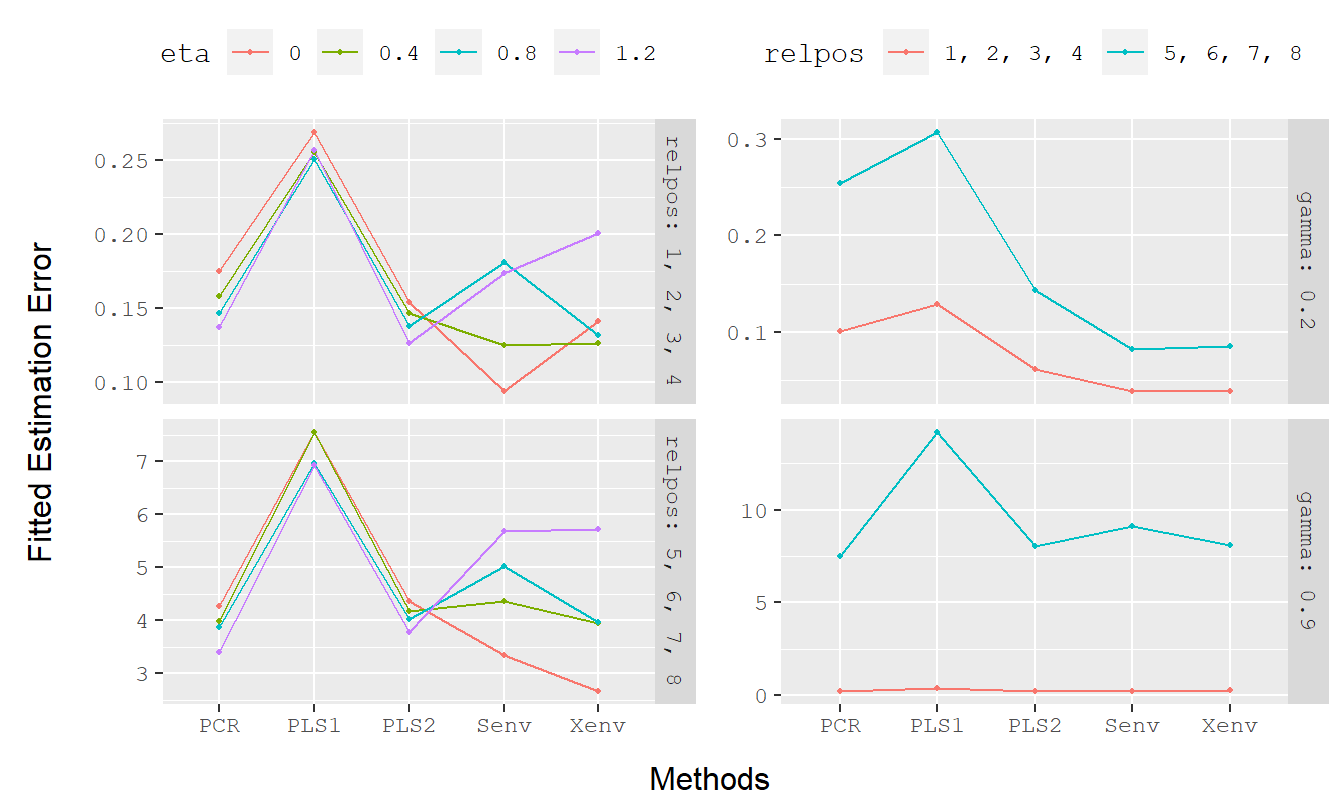 eta 0 0.4 0.8 1.2
relpos 1, 2, 3, 4 5, 6, 7, 8
Fitted Estimation Error
0.25
0.20
0.15
0.10
relpos: 1, 2, 3, 4
7
6
5
4
3
relpos: 5, 6, 7, 8
PCR PLS1 PLS2 Senv Xenv
0.3
0.2
0.1
gamma: 0.2
10
5
0
gamma: 0.9
PCR PLS1 PLS2 Senv Xenv
Methods